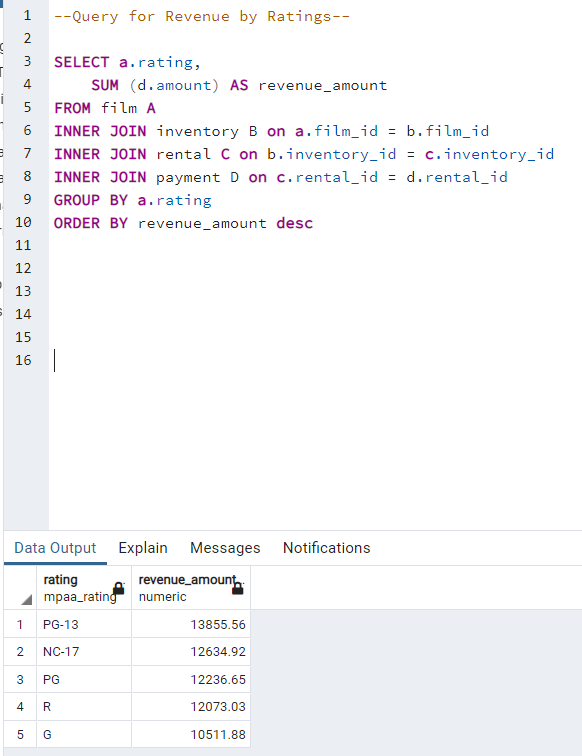 1 --Query for Revenue by Ratings--
2
3 SELECT a.rating,
4 SUM (d.amount) AS revenue_amount
5 FROM film A
6 INNER JOIN inventory B on a.film_id = b.film_id
7 INNER JOIN rental C on b.inventory_id = c.inventory_id
8 INNER JOIN payment D on c.rental_id = d.rental_id
9 GROUP BY a.rating
10 ORDER BY revenue_amount desc
11
12
13
14
15
16
Data Output Explain Messages Notifications
rating revenue_amount
mpaa_rating numeric
1 PG-13 13855.56
2 NC-17 12634.92
3 PG 12236.65
4 R 12073.03
5 G 10511.88